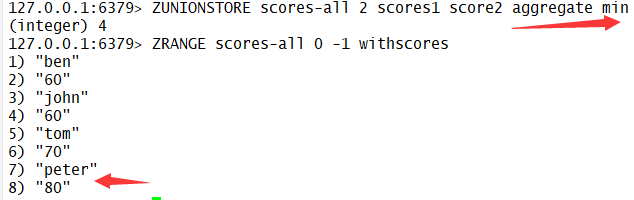 127.0.0.1:6379> ZUNIONSTORE scores-all 2 scores1 score2 aggregate min
(integer) 4
127.0.0.1:6379> ZRANGE scores-all 0 -1 withscores
1) "ben"
2) "60"
3) "john"
4) "60"
5) "tom"
6) "70"
7) "peter"
8) "80"